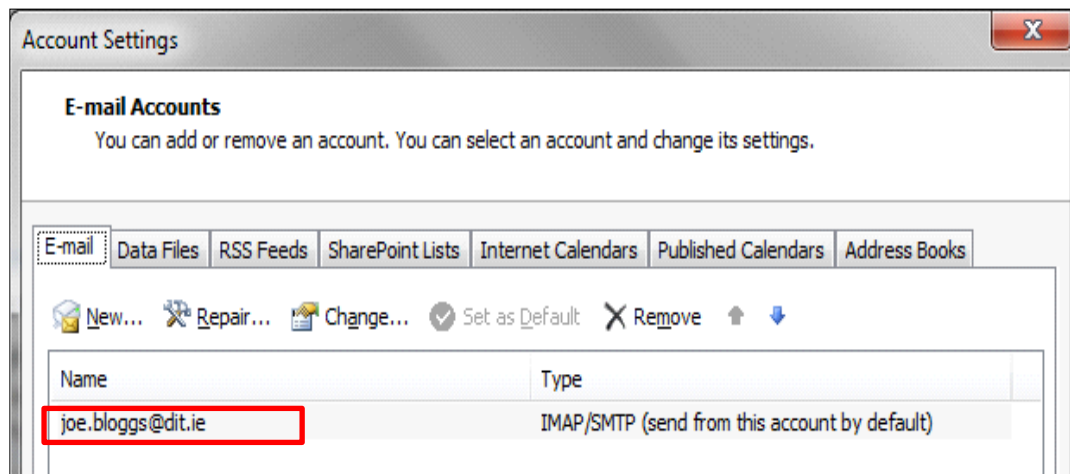 Account Settings
X
E-mail Accounts
You can add or remove an account. You can select an account and change its settings.
E-mail Data Files RSS Feeds SharePoint Lists Internet Calendars Published Calendars Address Books
New... Repair... Change... Set as Default Remove
Name Type
joe.bloggs@dit.ie IMAP/SMTP (send from this account by default)